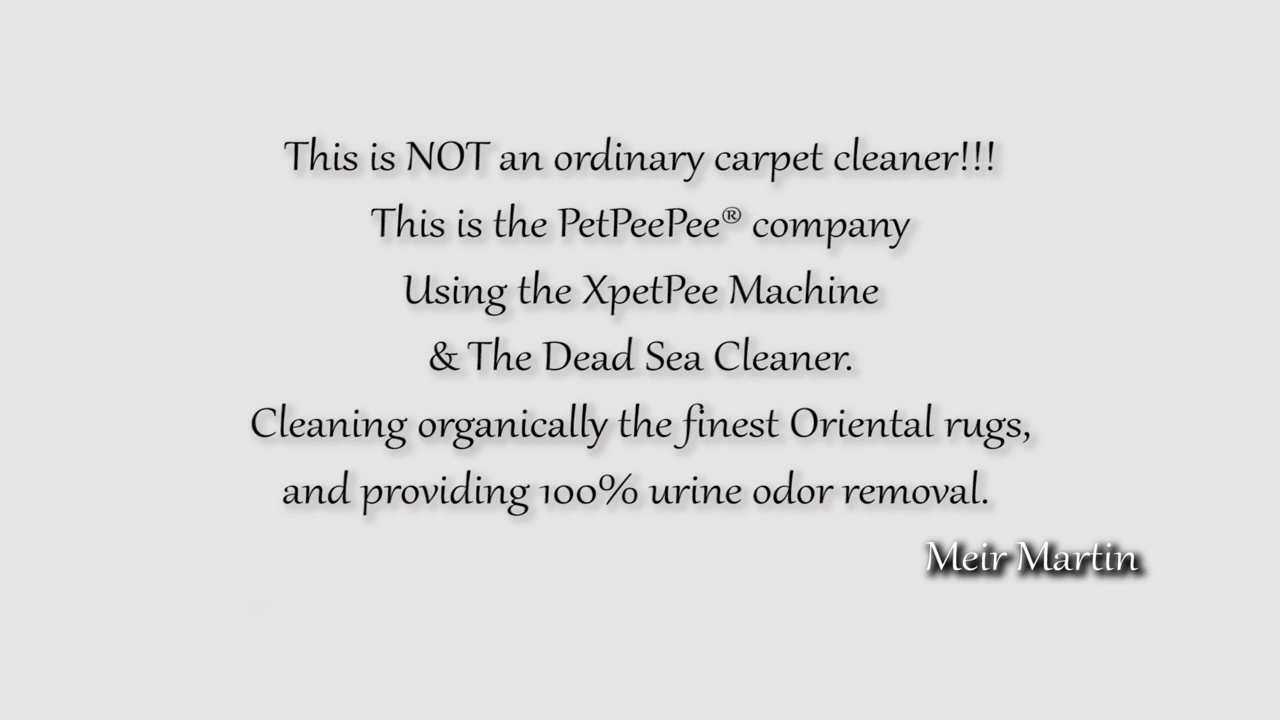 This is NOT an ordinary carpet cleaner!!!
This is the PetPeePee® company
Using the XpetPee Machine
& The Dead Sea Cleaner.
Cleaning organically the finest Oriental rugs,
and providing 100% urine odor removal.
Meir Martin